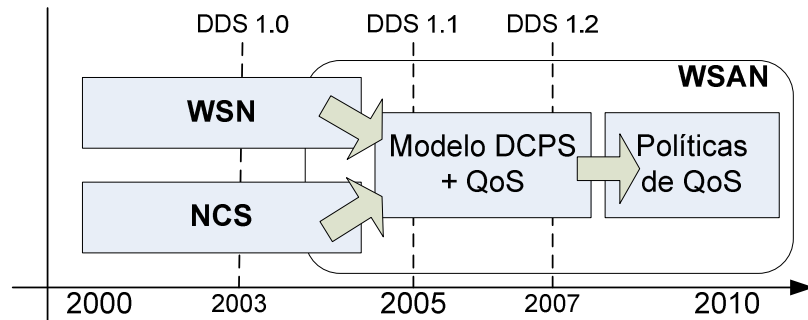 DDS 1.0
DDS 1.1
DDS 1.2
WSAN
WSN
NCS
Modelo DCPS
+ QoS
Políticas
de QoS
2000
2003
2005
2007
2010